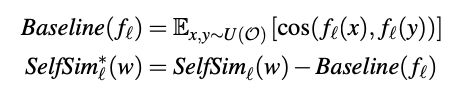 Baseline(fℓ) = 𝔼x,y∼U(𝒪) [cos(fℓ(x), fℓ(y))]
SelfSim*ℓ(w) = SelfSimℓ(w) − Baseline(fℓ)